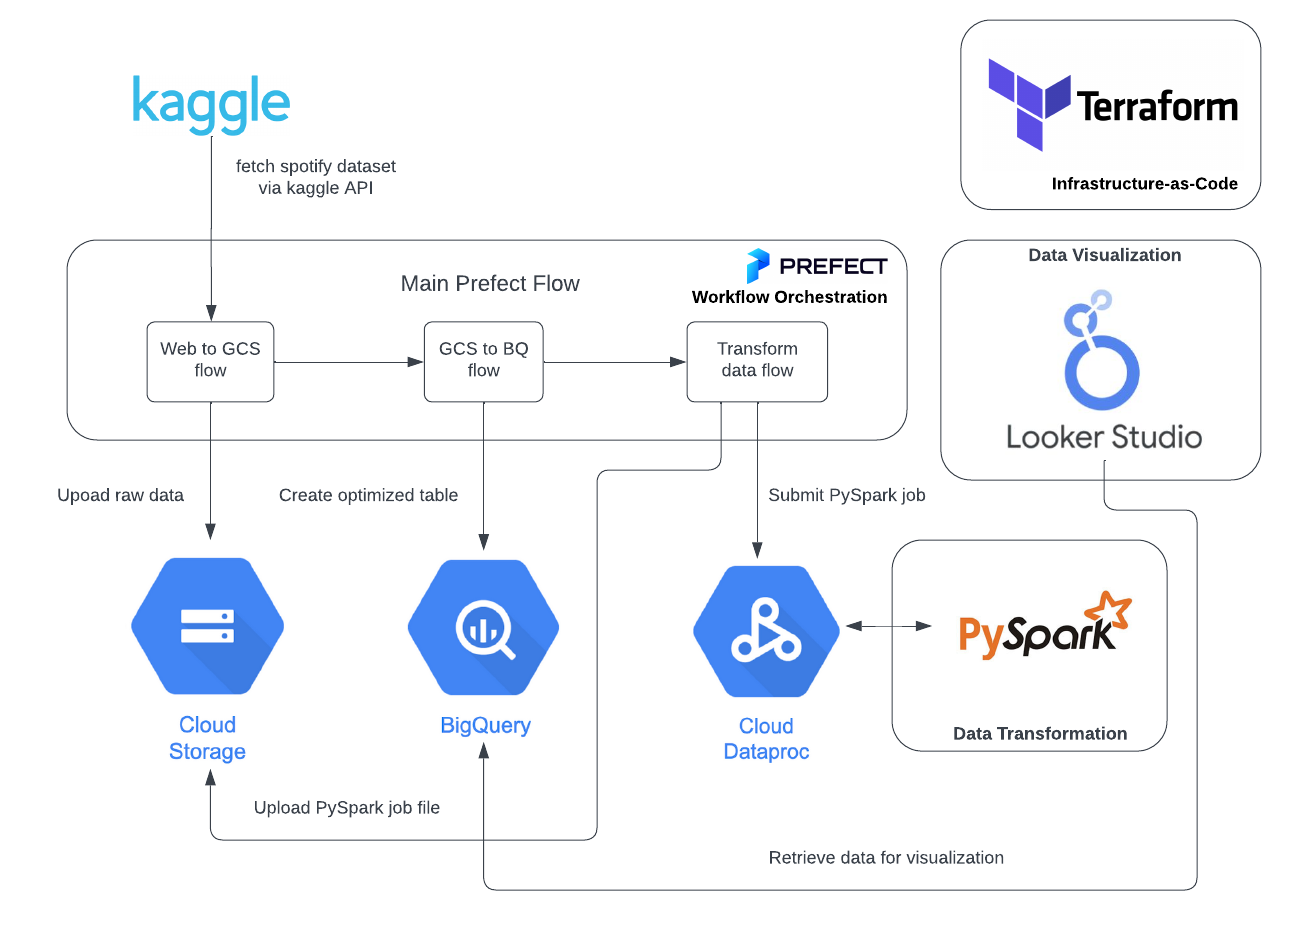 kaggle
fetch spotify dataset
via kaggle API
Terraform
Infrastructure-as-Code
PREFECT
Workflow Orchestration
Main Prefect Flow
Web to GCS
flow
GCS to BQ
flow
Transform
data flow
Data Visualization
Looker Studio
Upoad raw data
Create optimized table
Submit PySpark job
Cloud
Storage
BigQuery
Cloud
Dataproc
PySpark
Data Transformation
Upload PySpark job file
Retrieve data for visualization